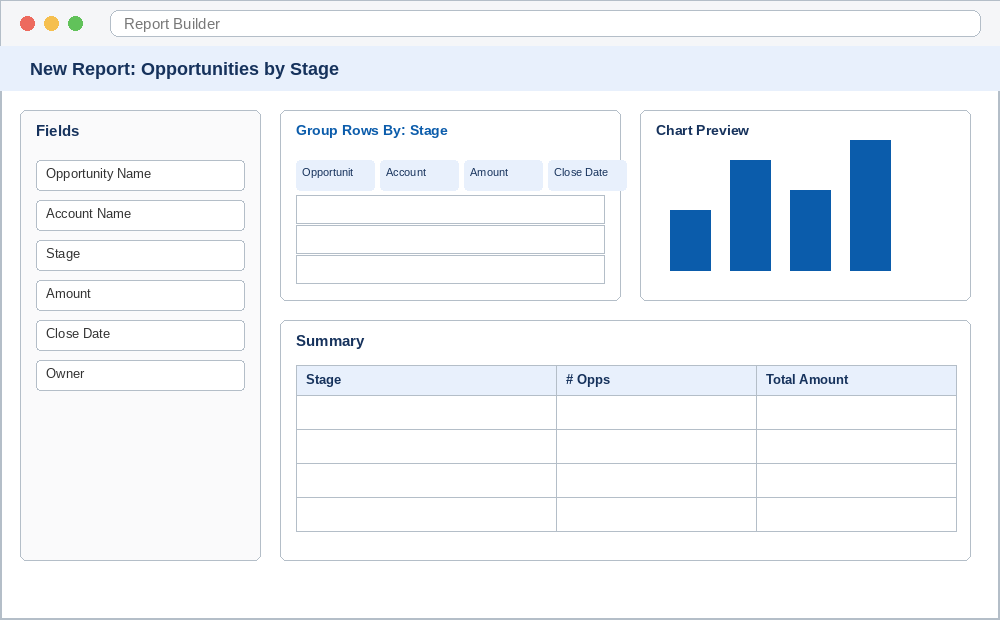 Report Builder
New Report: Opportunities by Stage
Fields
Opportunity Name
Account Name
Stage
Amount
Close Date
Owner
Group Rows By: Stage
Opportunit Account Amount Close Date
Chart Preview
Summary
Stage # Opps Total Amount